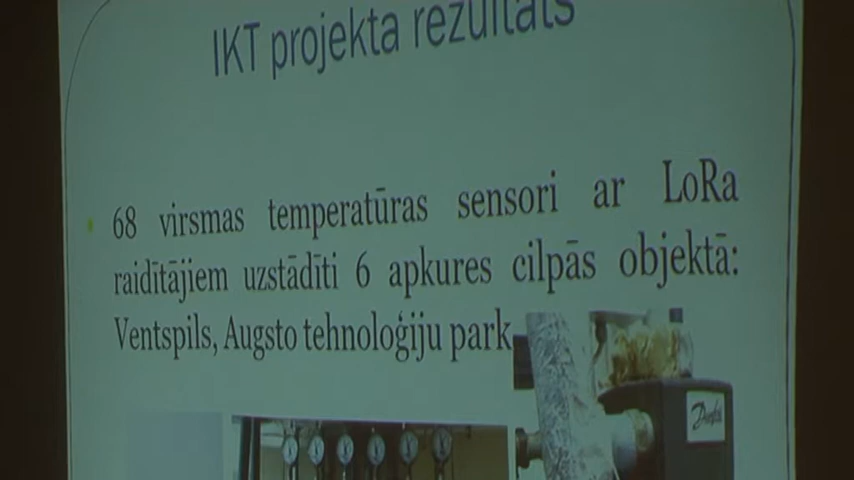 IKT projekta rezultāts
68 virsmas temperatūras sensori ar LoRa
raidītājiem uzstādīti 6 apkures cilpās objektā:
Ventspils, Augsto tehnoloģiju park
Danfoss